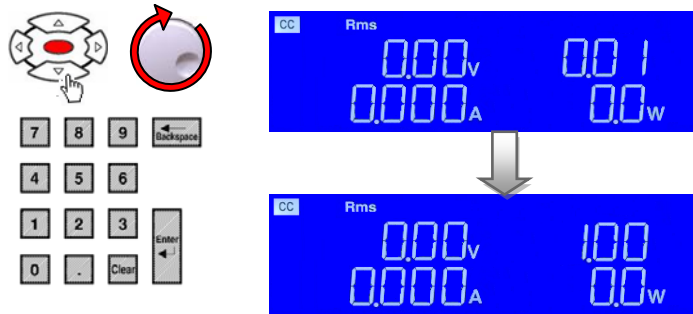 CC Rms
0.00V 0.01
0.000A 0.0W
7 8 9 Backspace
4 5 6
1 2 3 Enter
0 . Clear
CC Rms
0.00V 1.00
0.000A 0.0W